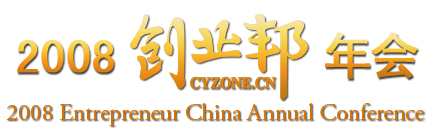 2008 创业邦 年会
CYZONE.CN
2008 Entrepreneur China Annual Conference